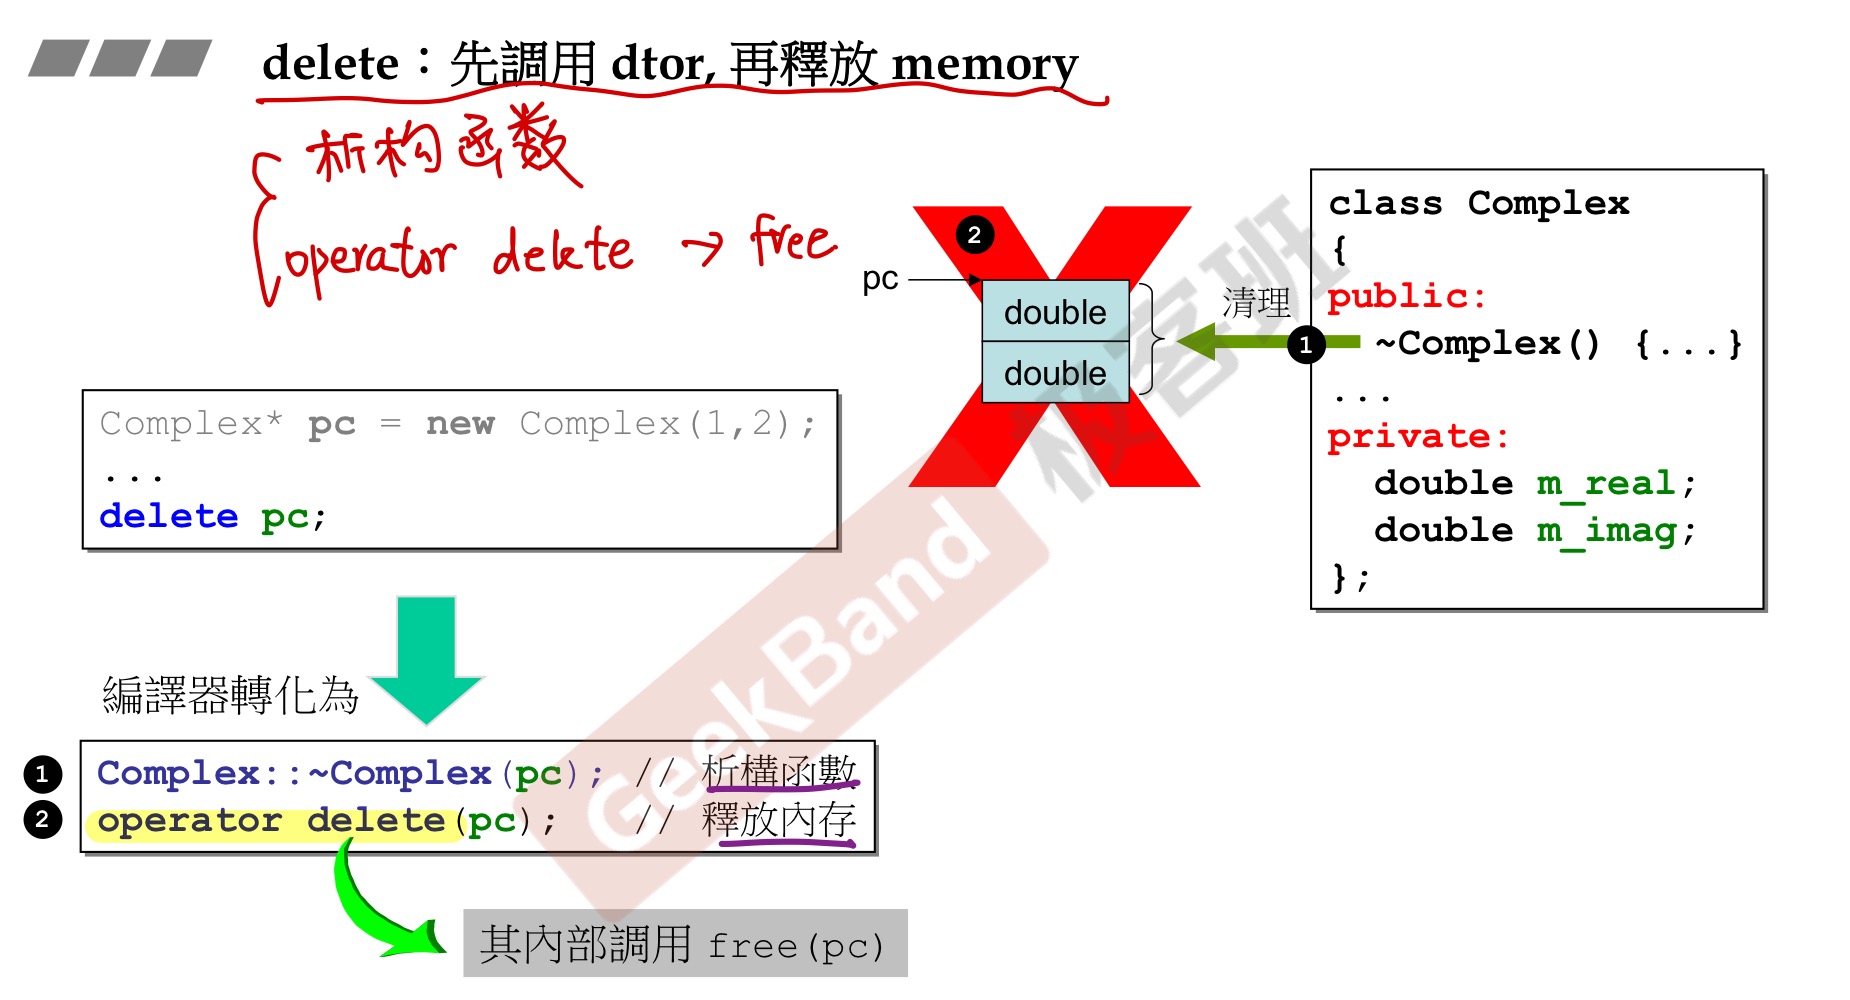 delete：先調用 dtor, 再釋放 memory
析构函数
operator delete → free
class Complex
{
public:
~Complex() {...}
...
private:
double m_real;
double m_imag;
};
2
pc
double
double
清理
1
Complex* pc = new Complex(1,2);
...
delete pc;
編譯器轉化為
1 Complex::~Complex(pc); // 析構函數
2 operator delete(pc); // 釋放內存
其內部調用 free(pc)
GeekBand 极客班